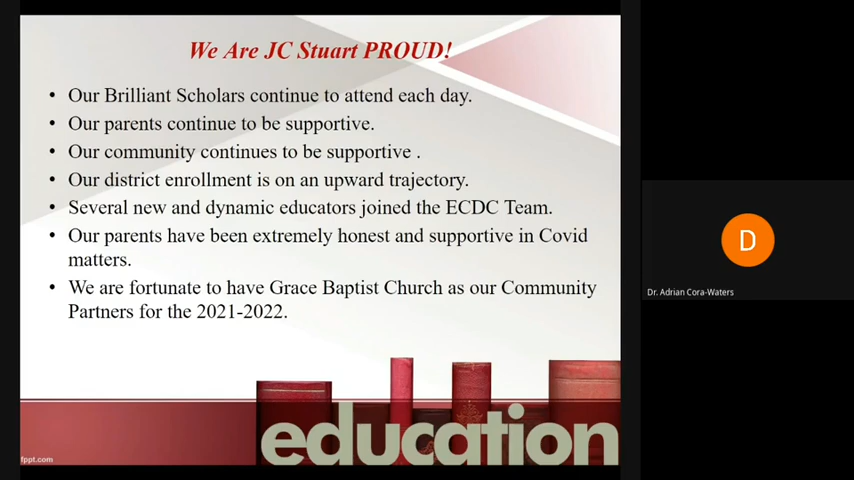 We Are JC Stuart PROUD!
• Our Brilliant Scholars continue to attend each day.
• Our parents continue to be supportive.
• Our community continues to be supportive .
• Our district enrollment is on an upward trajectory.
• Several new and dynamic educators joined the ECDC Team.
• Our parents have been extremely honest and supportive in Covid
matters.
• We are fortunate to have Grace Baptist Church as our Community
Partners for the 2021-2022.
education
fppt.com
D
Dr. Adrian Cora-Waters